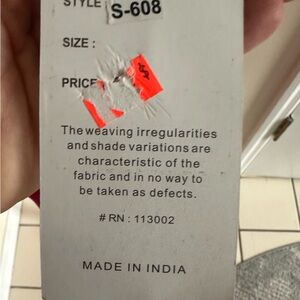 STYLE S-608
SIZE :
PRICE
$
The weaving irregularities
and shade variations are
characteristic of the
fabric and in no way to
be taken as defects.
# RN : 113002
MADE IN INDIA